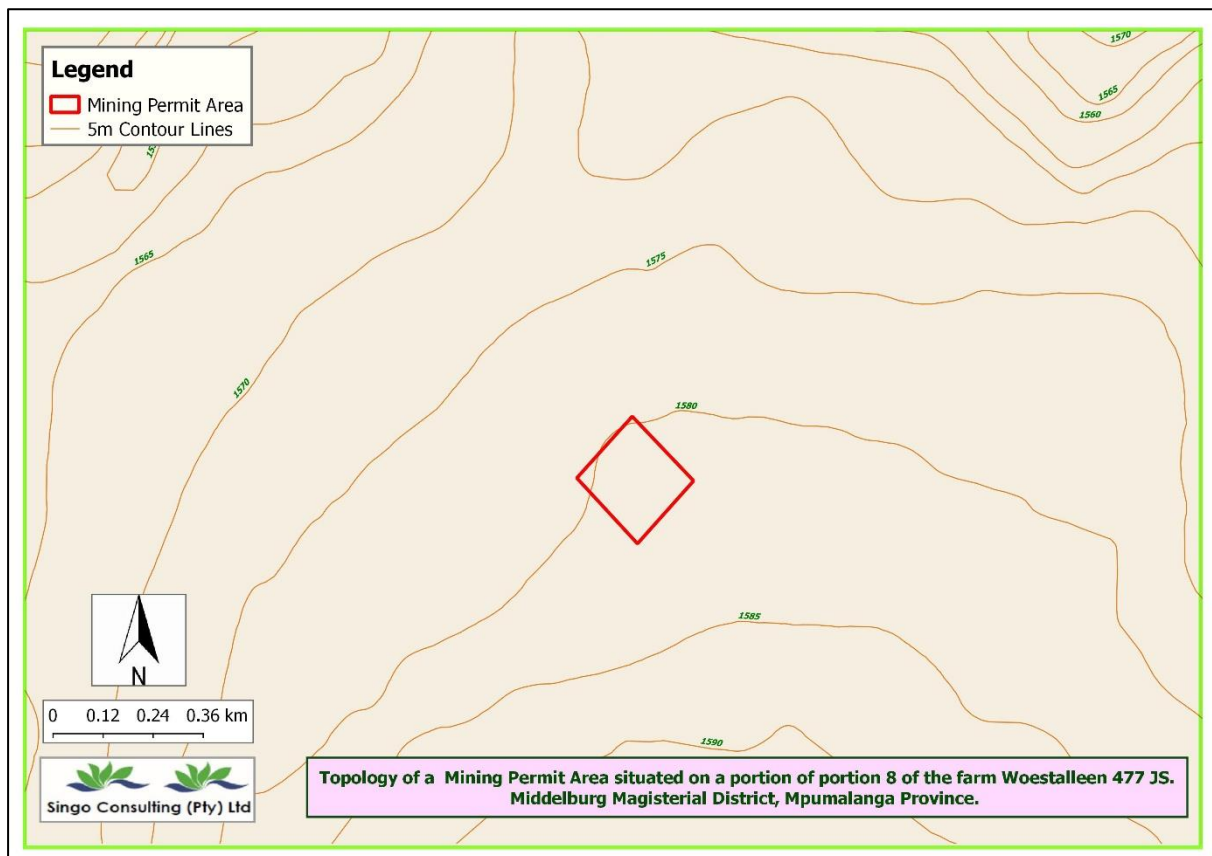 Legend
Mining Permit Area
5m Contour Lines
1570
1565
1560
1565
1575
1570
1580
1585
1590
N
0 0.12 0.24 0.36 km
Singo Consulting (Pty) Ltd
Topology of a Mining Permit Area situated on a portion of portion 8 of the farm Woestalleen 477 JS.
Middelburg Magisterial District, Mpumalanga Province.